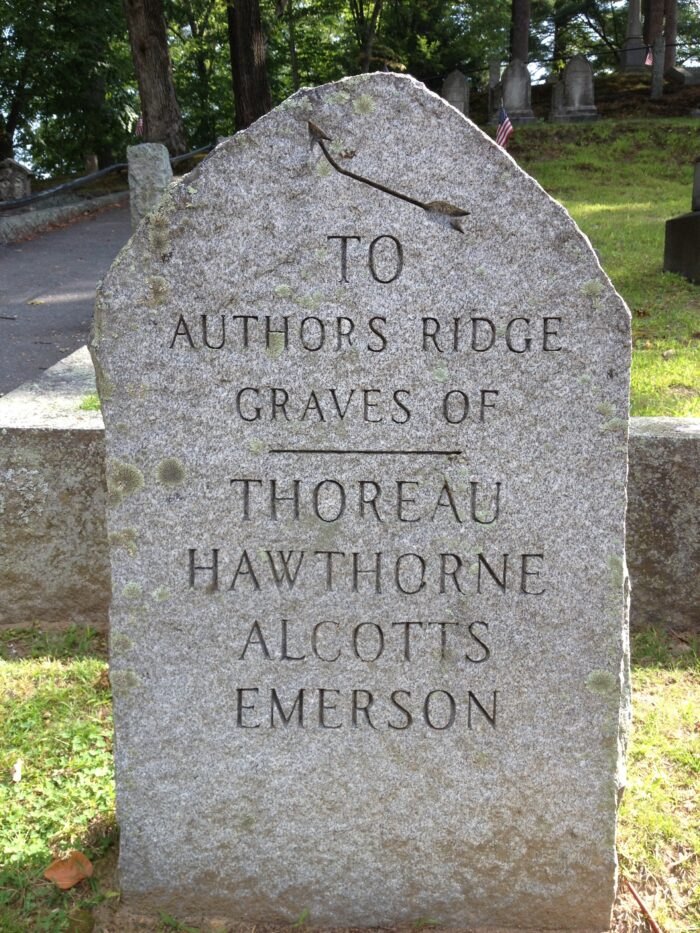 TO
AUTHORS RIDGE
GRAVES OF
THOREAU
HAWTHORNE
ALCOTTS
EMERSON